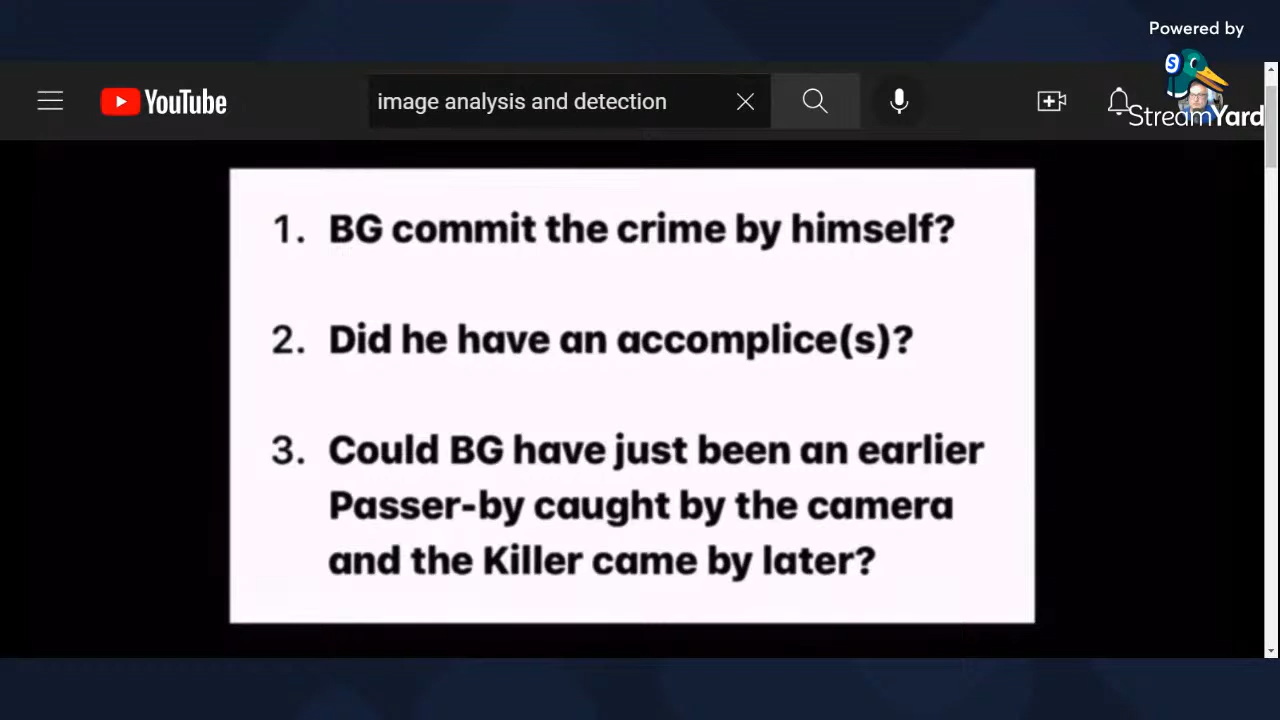 Powered by
YouTube
image analysis and detection
S
StreamYard
1. BG commit the crime by himself?
2. Did he have an accomplice(s)?
3. Could BG have just been an earlier
Passer-by caught by the camera
and the Killer came by later?